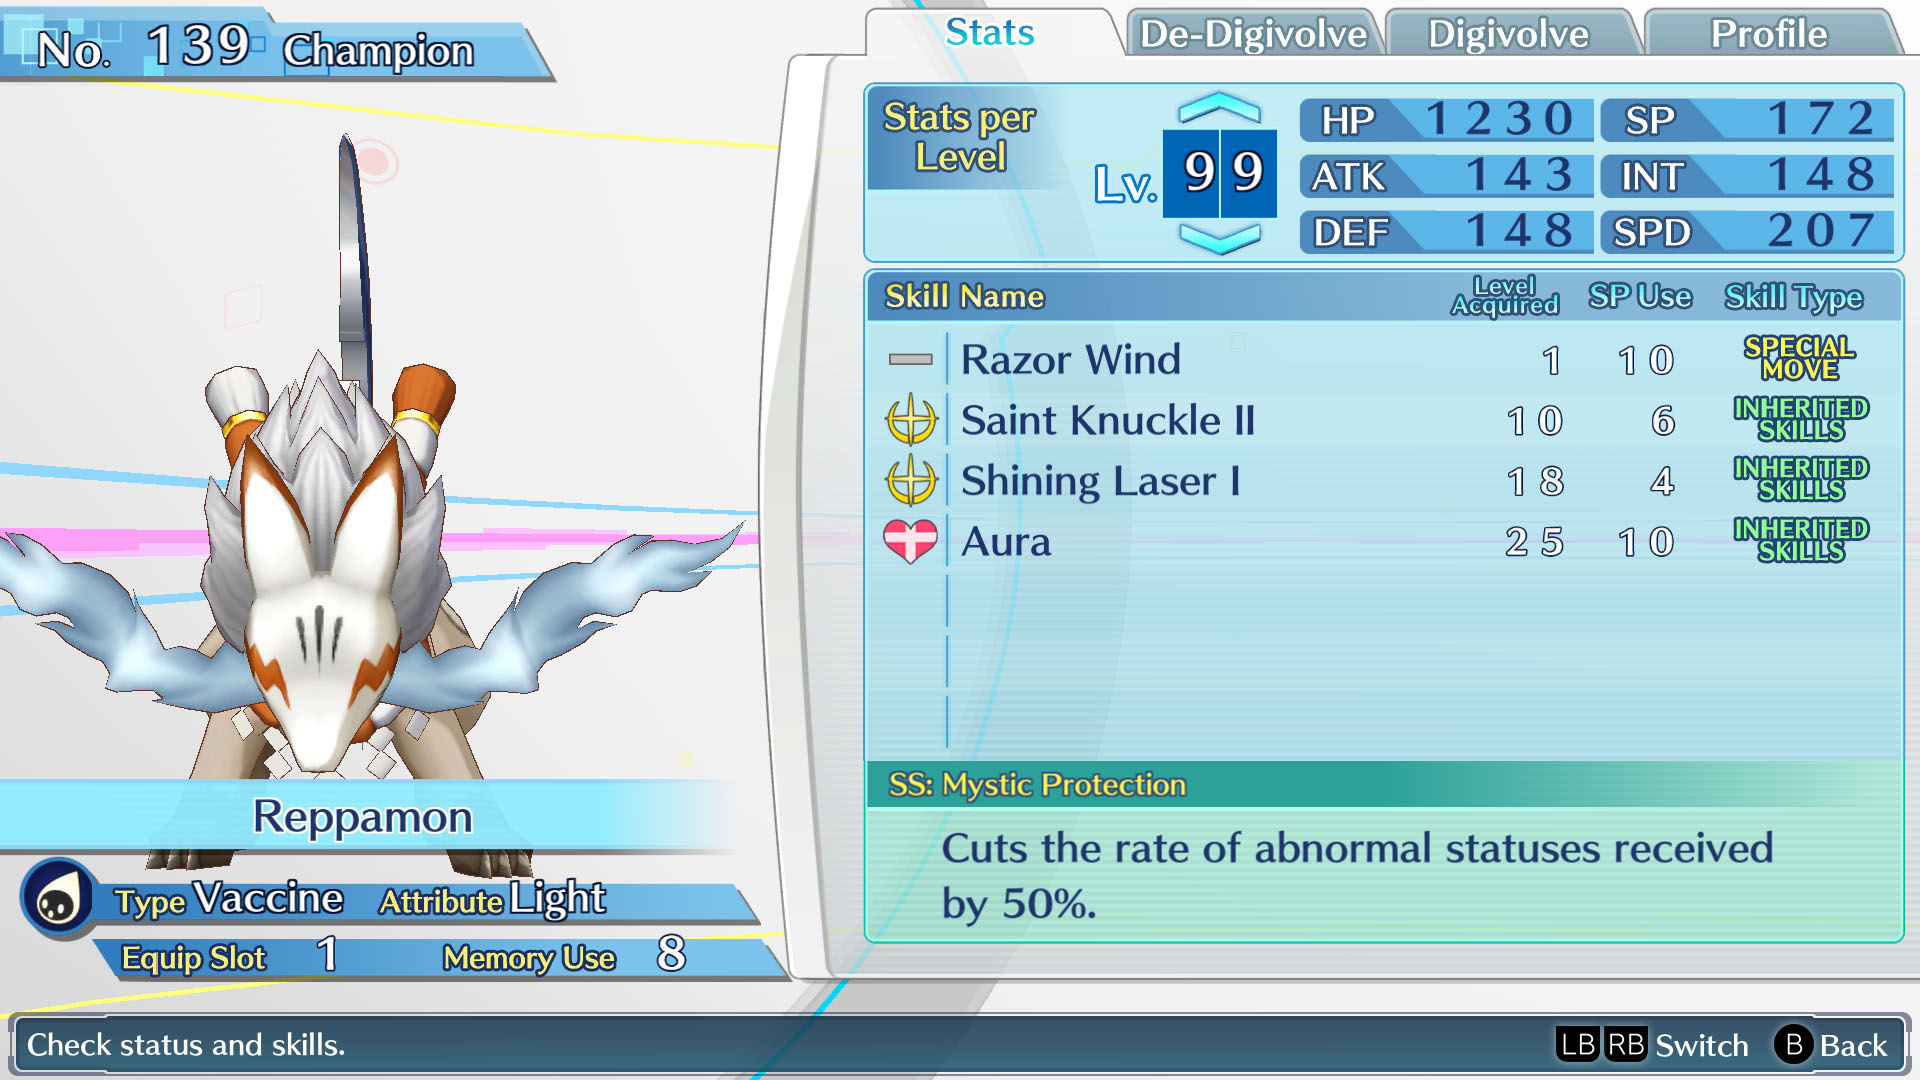 No. 139 Champion
Stats De-Digivolve Digivolve Profile
Stats per
Level
Lv. 99
HP 1230 SP 172
ATK 143 INT 148
DEF 148 SPD 207
Skill Name Level Acquired SP Use Skill Type
Razor Wind 1 10 SPECIAL MOVE
Saint Knuckle II 10 6 INHERITED SKILLS
Shining Laser I 18 4 INHERITED SKILLS
Aura 25 10 INHERITED SKILLS
SS: Mystic Protection
Cuts the rate of abnormal statuses received
by 50%.
Reppamon
Type Vaccine Attribute Light
Equip Slot 1 Memory Use 8
Check status and skills.
LB RB Switch B Back